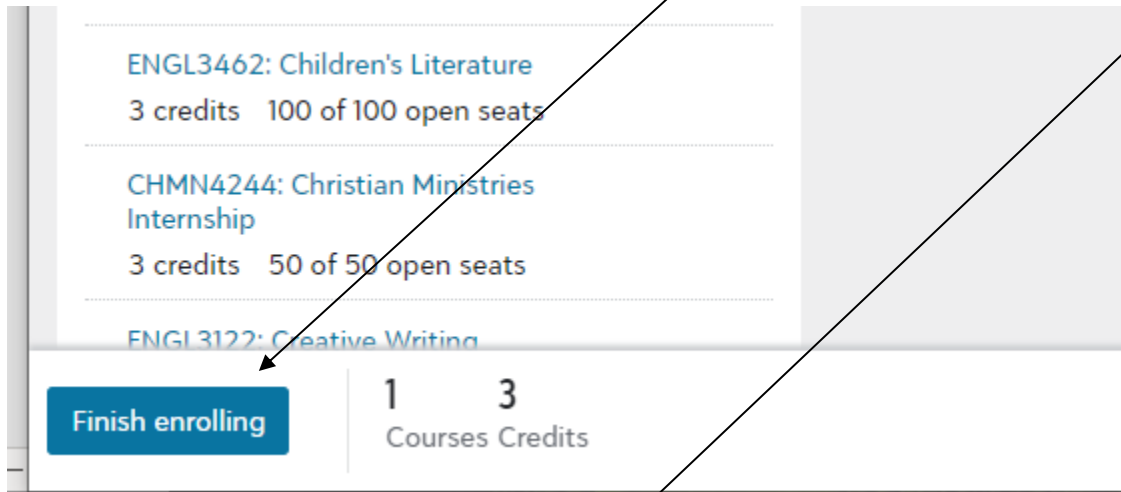 ENGL3462: Children's Literature
3 credits 100 of 100 open seats
CHMN4244: Christian Ministries
Internship
3 credits 50 of 50 open seats
ENGL3122: Creative Writing
Finish enrolling
1 3
Courses Credits